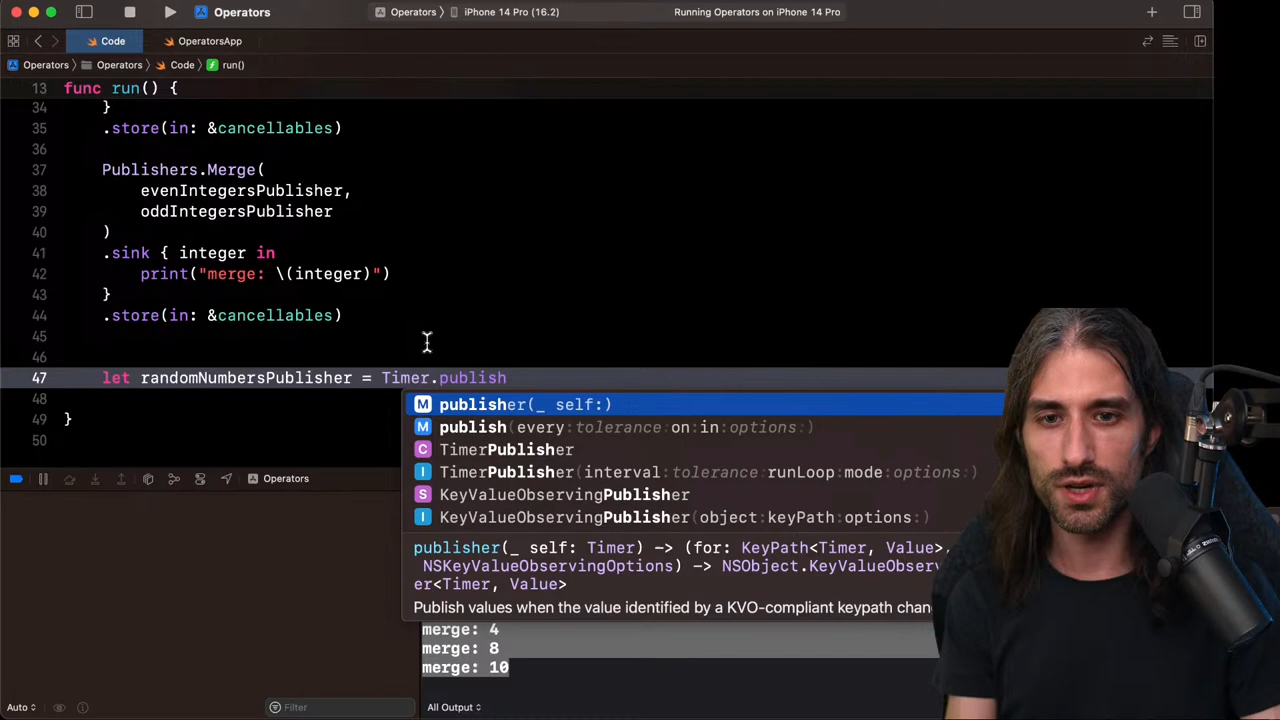 Operators
Operators
iPhone 14 Pro (16.2)
Running Operators on iPhone 14 Pro
Code
OperatorsApp
Operators
Operators
Code
run()
13 func run() {
34 }
35 .store(in: &cancellables)
36
37 Publishers.Merge(
38 evenIntegersPublisher,
39 oddIntegersPublisher
40 )
41 .sink { integer in
42 print("merge: \(integer)")
43 }
44 .store(in: &cancellables)
45
46
47 let randomNumbersPublisher = Timer.publish
48
49 }
50
M publisher(_ self:)
M publish(every:tolerance:on:in:options:)
C TimerPublisher
I TimerPublisher(interval:tolerance:runLoop:mode:options:)
S KeyValueObservingPublisher
I KeyValueObservingPublisher(object:keyPath:options:)
publisher(_ self: Timer) -> (for: KeyPath<Timer, Value>,
NSKeyValueObservingOptions) -> NSObject.KeyValueObserv
er<Timer, Value>
Publish values when the value identified by a KVO-compliant keypath chan
Operators
merge: 4
merge: 8
merge: 10
Auto
Filter
All Output